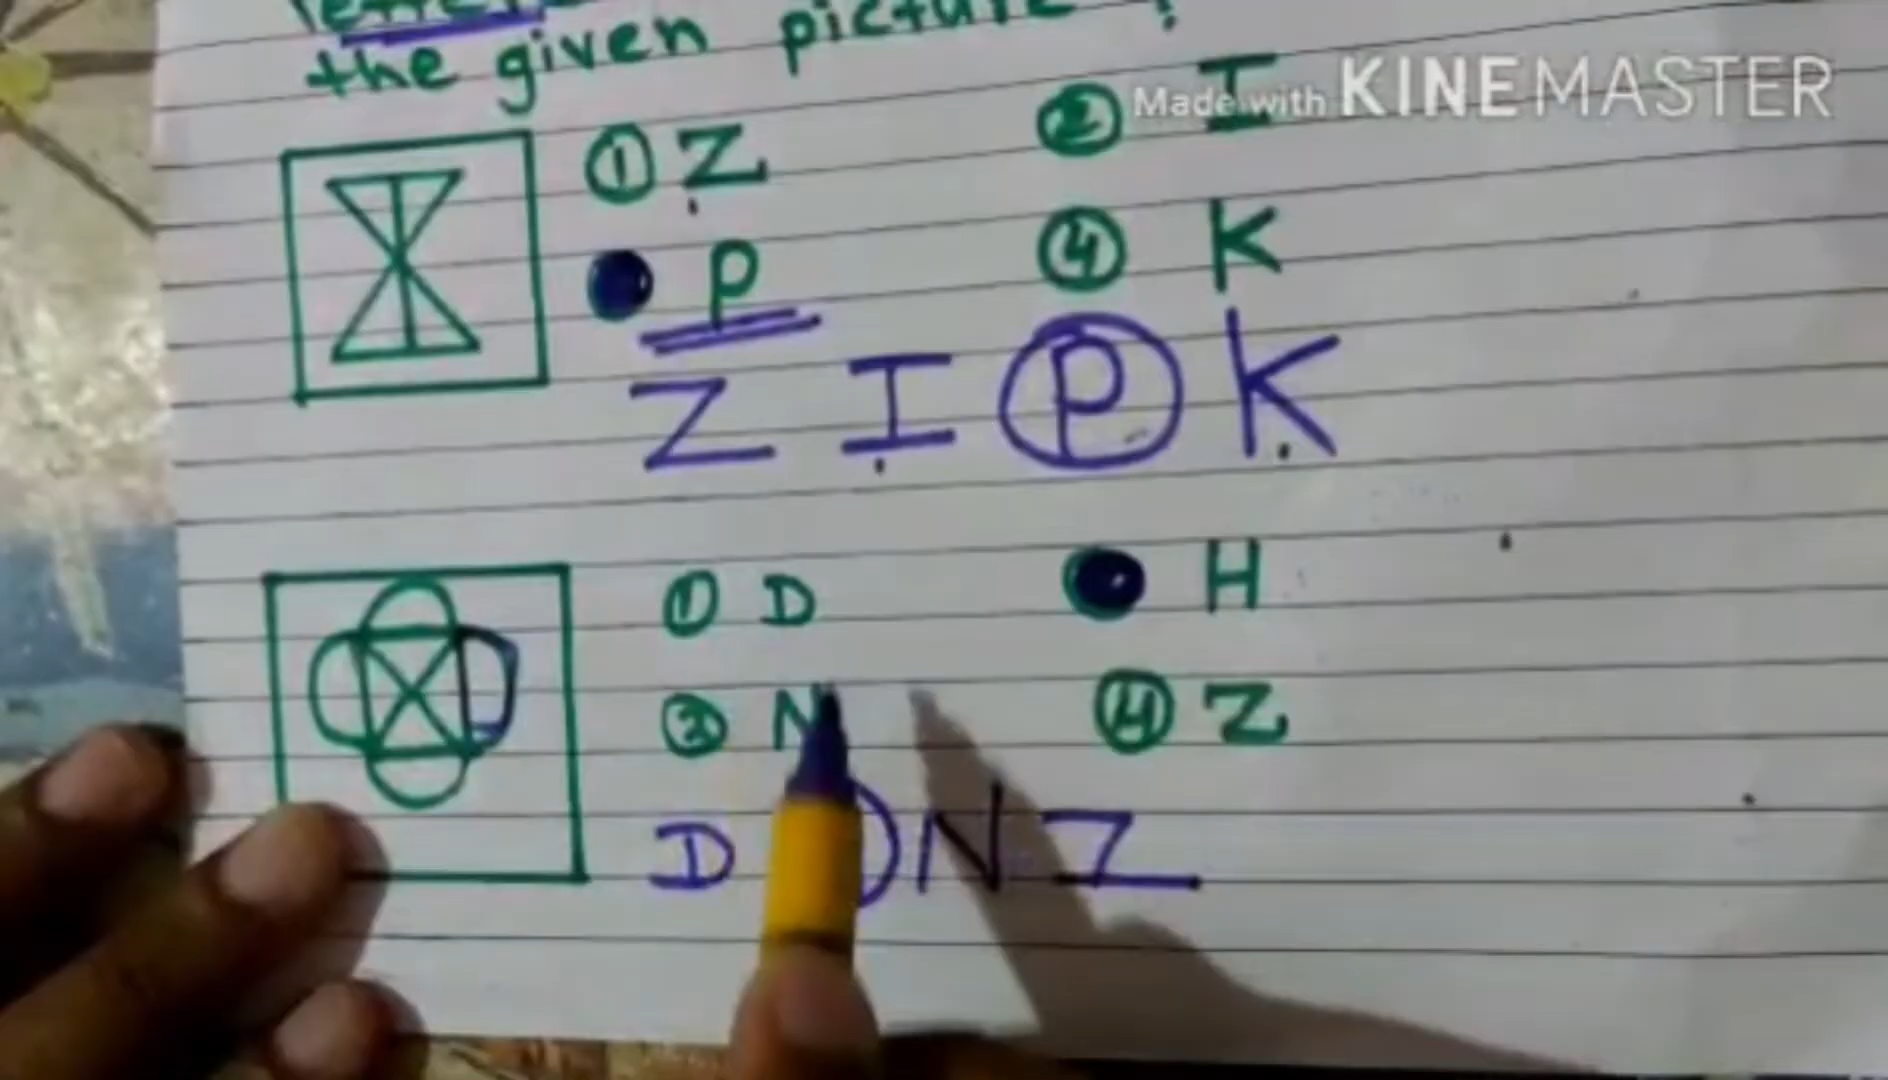 the given picture ?
Made with KINEMASTER
① Z ② I
P ④ K
Z I P K
① D H
③ N ④ Z
D N Z